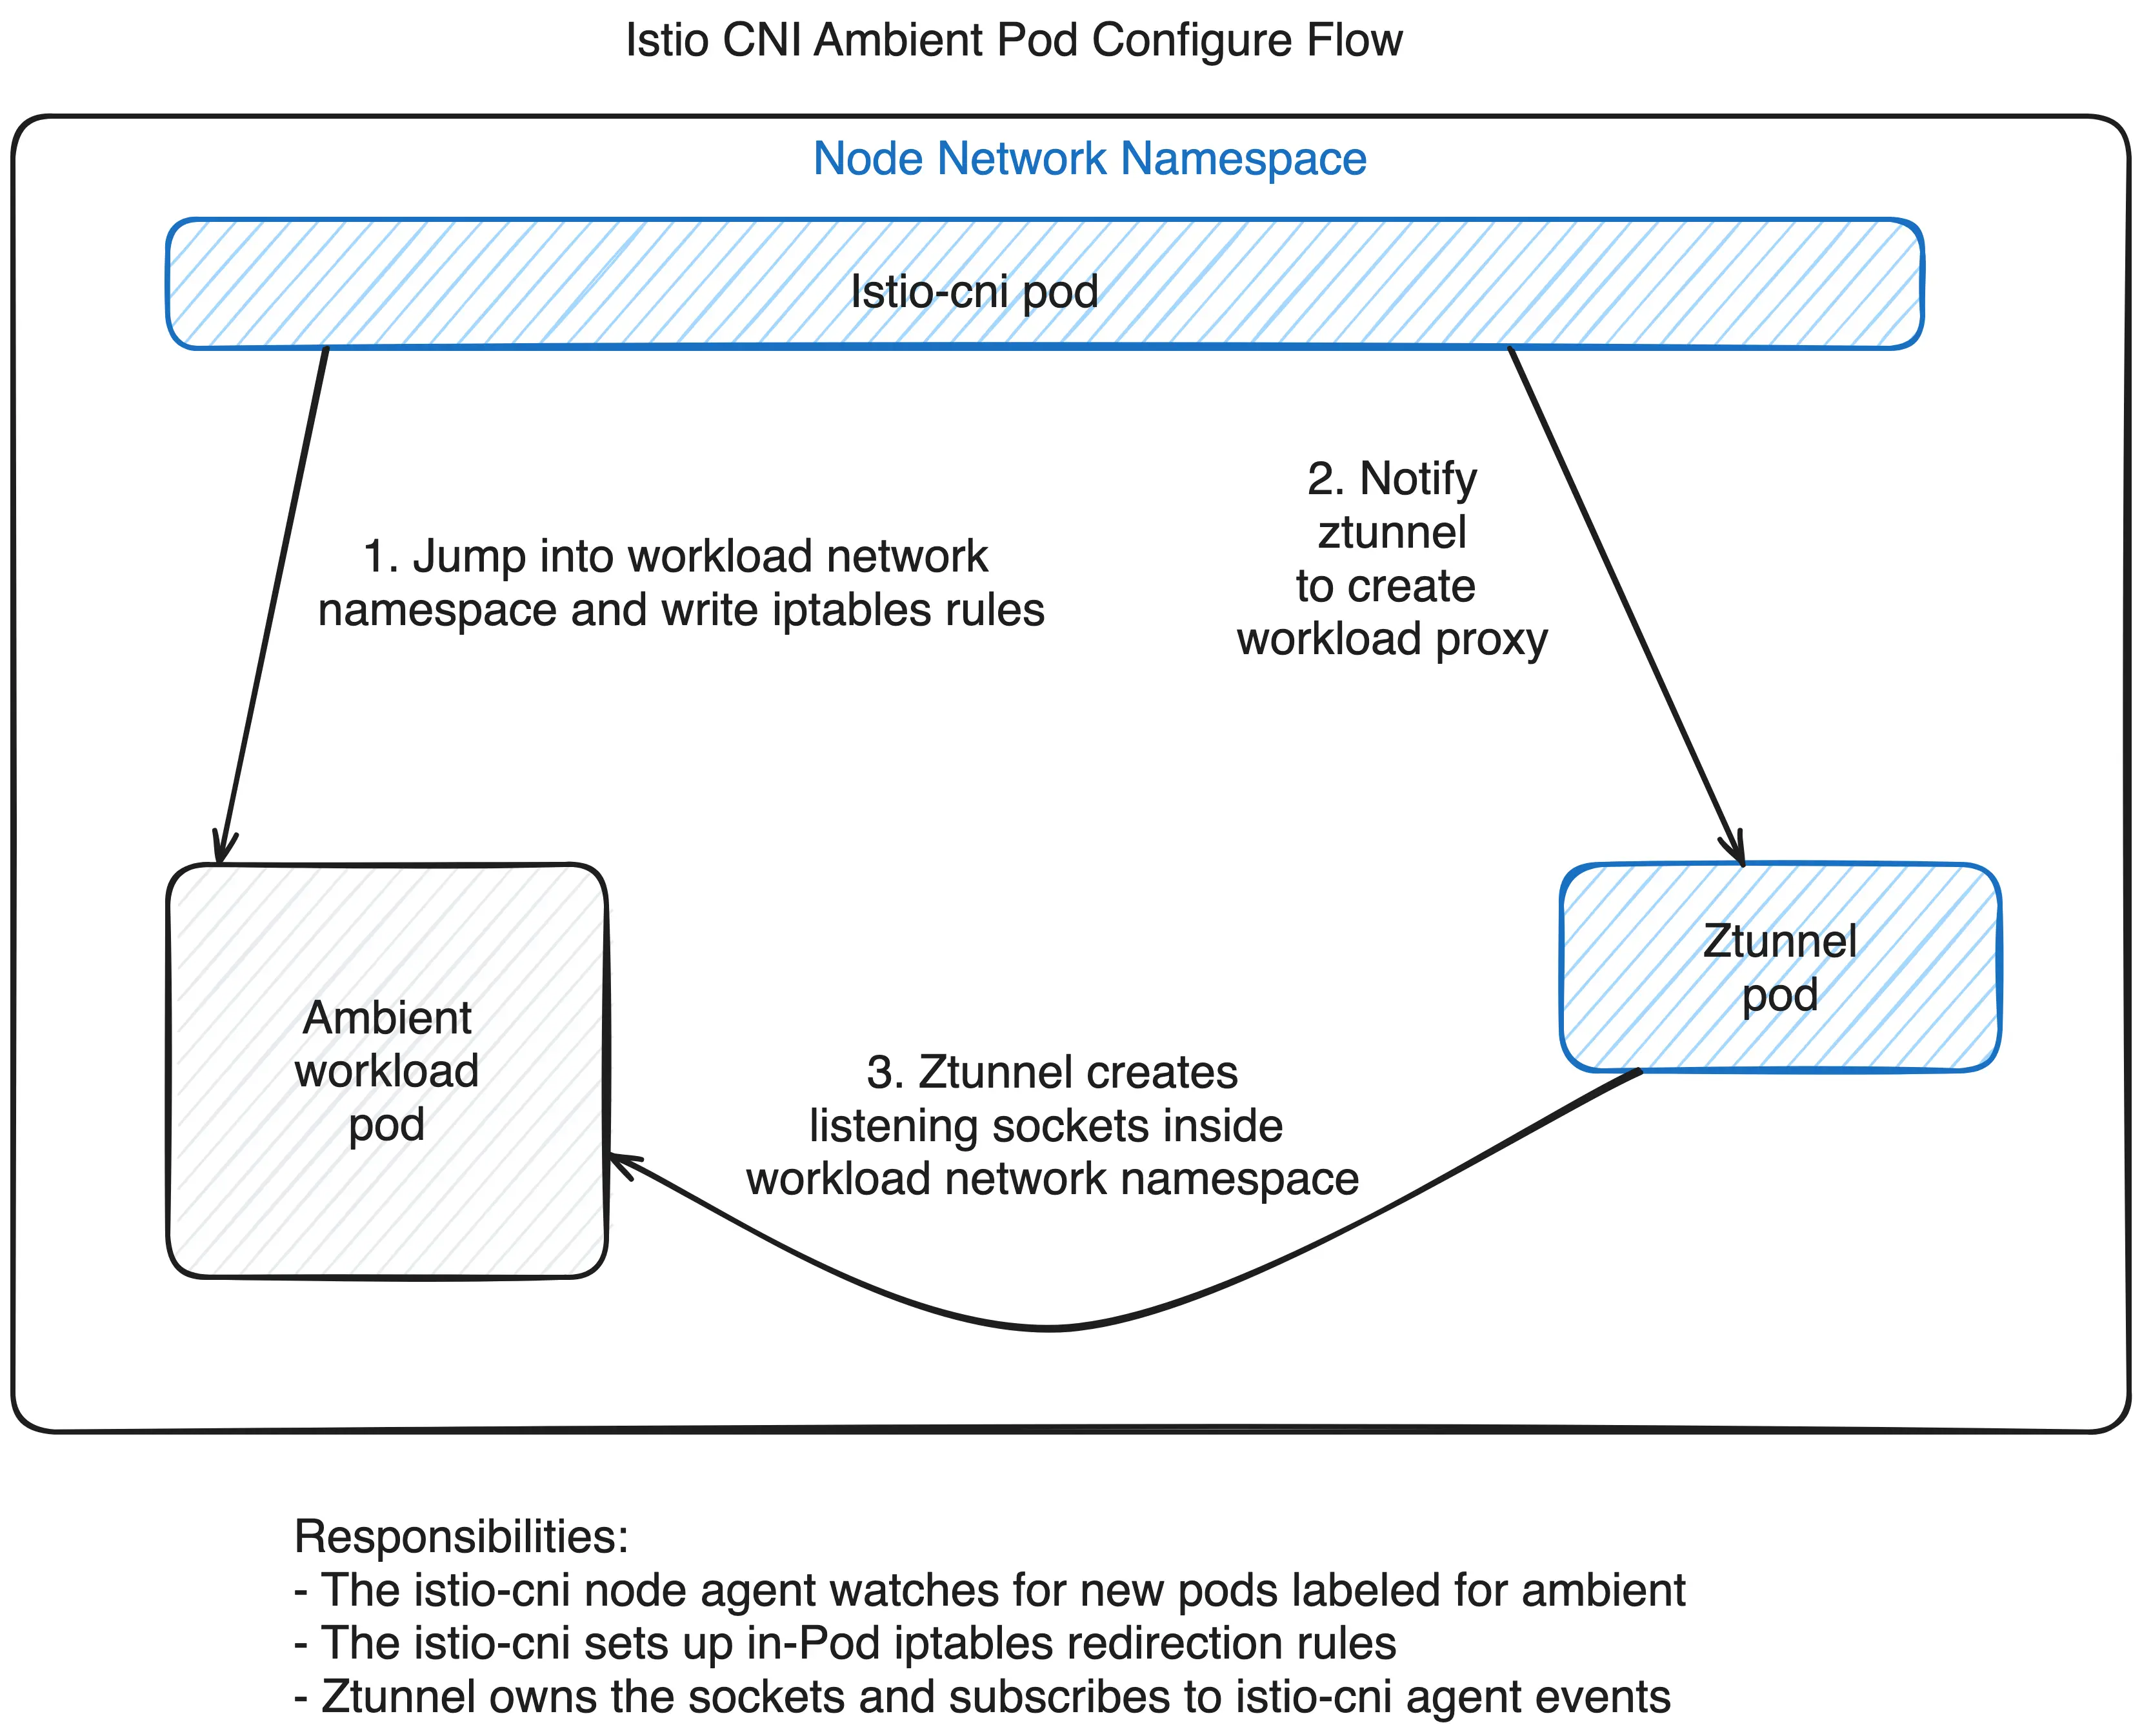 Istio CNI Ambient Pod Configure Flow
Node Network Namespace
Istio-cni pod
1. Jump into workload network
namespace and write iptables rules
2. Notify
ztunnel
to create
workload proxy
Ambient
workload
pod
Ztunnel
pod
3. Ztunnel creates
listening sockets inside
workload network namespace
Responsibilities:
- The istio-cni node agent watches for new pods labeled for ambient
- The istio-cni sets up in-Pod iptables redirection rules
- Ztunnel owns the sockets and subscribes to istio-cni agent events